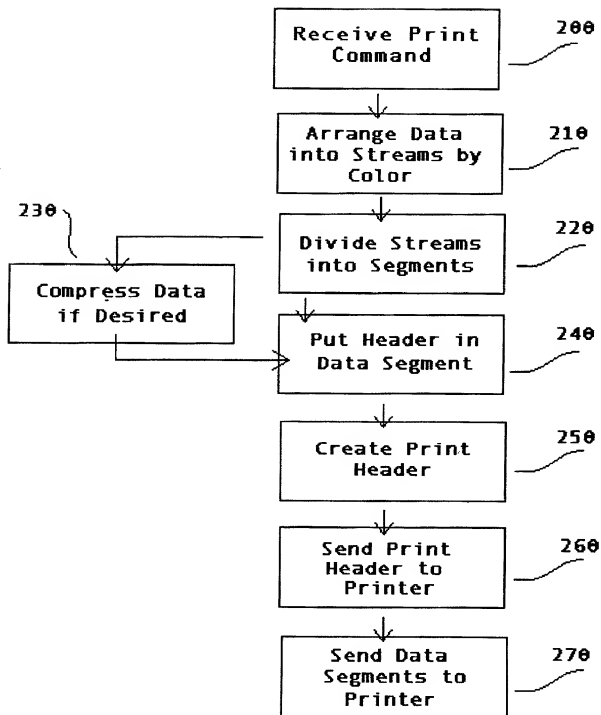 Receive Print
Command
200
Arrange Data
into Streams by
Color
210
230
Divide Streams
into Segments
220
Compress Data
if Desired
Put Header in
Data Segment
240
Create Print
Header
250
Send Print
Header to
Printer
260
Send Data
Segments to
Printer
270